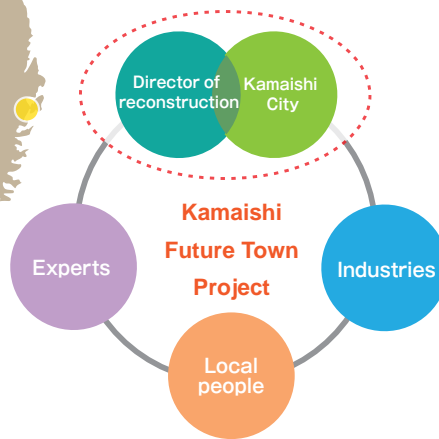 Director of
reconstruction
Kamaishi
City
Kamaishi
Future Town
Project
Experts
Industries
Local
people